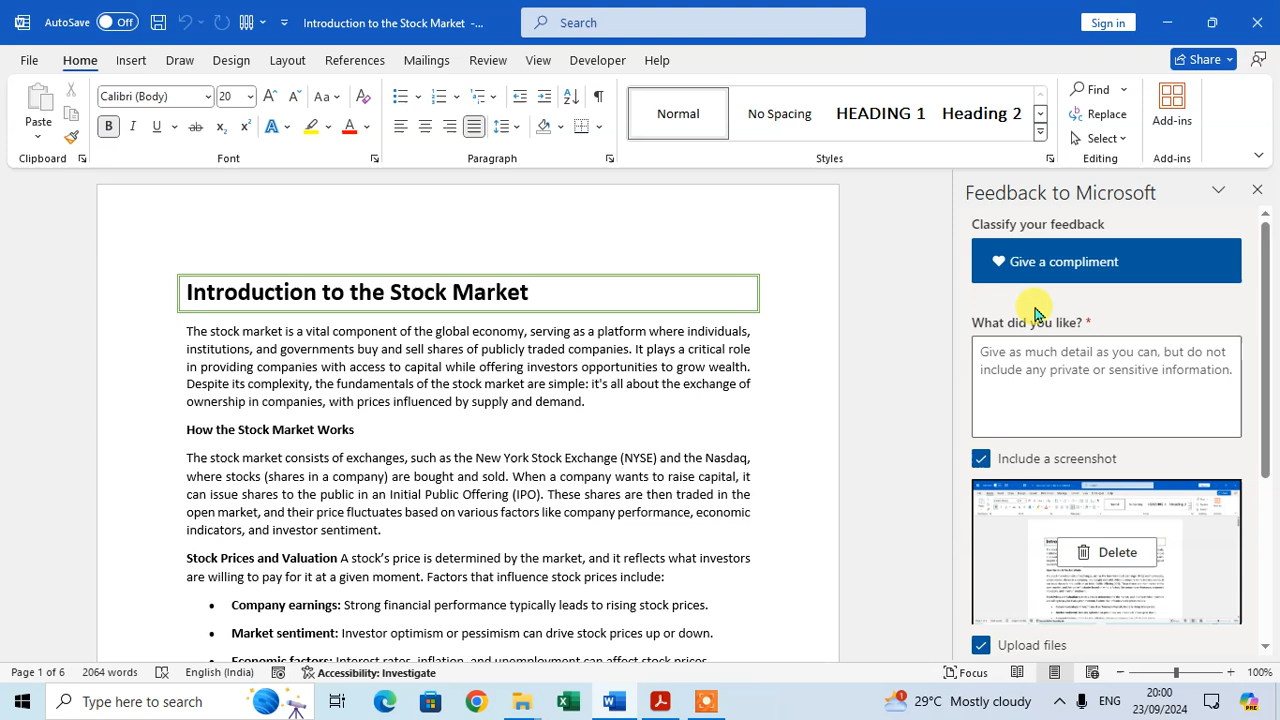 AutoSave Off Introduction to the Stock Market -... Search Sign in
File Home Insert Draw Design Layout References Mailings Review View Developer Help Share
Paste
Clipboard
Calibri (Body) 20 Aa
B I U ab x₂ x² A A
Font
Paragraph
Normal No Spacing HEADING 1 Heading 2
Styles
Find
Replace
Select
Editing
Add-ins
Add-ins
Introduction to the Stock Market
The stock market is a vital component of the global economy, serving as a platform where individuals,
institutions, and governments buy and sell shares of publicly traded companies. It plays a critical role
in providing companies with access to capital while offering investors opportunities to grow wealth.
Despite its complexity, the fundamentals of the stock market are simple: it's all about the exchange of
ownership in companies, with prices influenced by supply and demand.
How the Stock Market Works
The stock market consists of exchanges, such as the New York Stock Exchange (NYSE) and the Nasdaq,
where stocks (shares in a company) are bought and sold. When a company wants to raise capital, it
can issue shares to the public in an Initial Public Offering (IPO). These shares are then traded in the
open market, and their price fluctuates based on various factors like company performance, economic
indicators, and investor sentiment.
Stock Prices and Valuation A stock's price is determined by the market, and it reflects what investors
are willing to pay for it at a given moment. Factors that influence stock prices include:
• Company earnings: Strong financial performance typically leads to rising stock prices.
• Market sentiment: Investor optimism or pessimism can drive stock prices up or down.
• Economic factors: Interest rates, inflation, and unemployment can affect stock prices.
Feedback to Microsoft
Classify your feedback
Give a compliment
What did you like? *
Give as much detail as you can, but do not
include any private or sensitive information.
Include a screenshot
Delete
Upload files
Page 1 of 6 2064 words English (India) Accessibility: Investigate Focus 100%
Type here to search 29°C Mostly cloudy ENG 20:00
23/09/2024